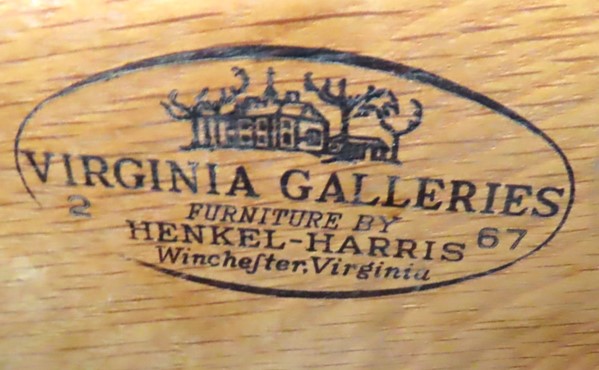 VIRGINIA GALLERIES
2 FURNITURE BY 67
HENKEL-HARRIS
Wincheſter, Virginia